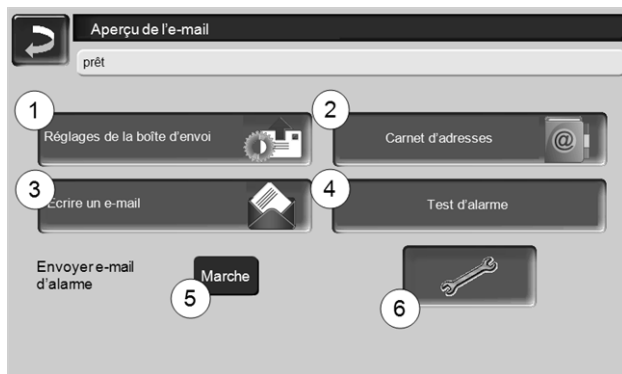 Aperçu de l'e-mail
prêt
1
2
Réglages de la boîte d'envoi
Carnet d'adresses
@
3
4
Écrire un e-mail
Test d'alarme
Envoyer e-mail
d'alarme
Marche
5
6